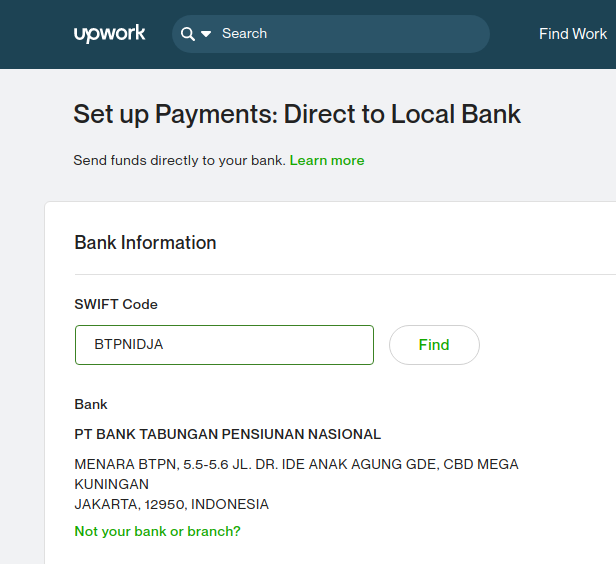 upwork Search Find Work
Set up Payments: Direct to Local Bank
Send funds directly to your bank. Learn more
Bank Information
SWIFT Code
BTPNIDJA Find
Bank
PT BANK TABUNGAN PENSIUNAN NASIONAL
MENARA BTPN, 5.5-5.6 JL. DR. IDE ANAK AGUNG GDE, CBD MEGA
KUNINGAN
JAKARTA, 12950, INDONESIA
Not your bank or branch?